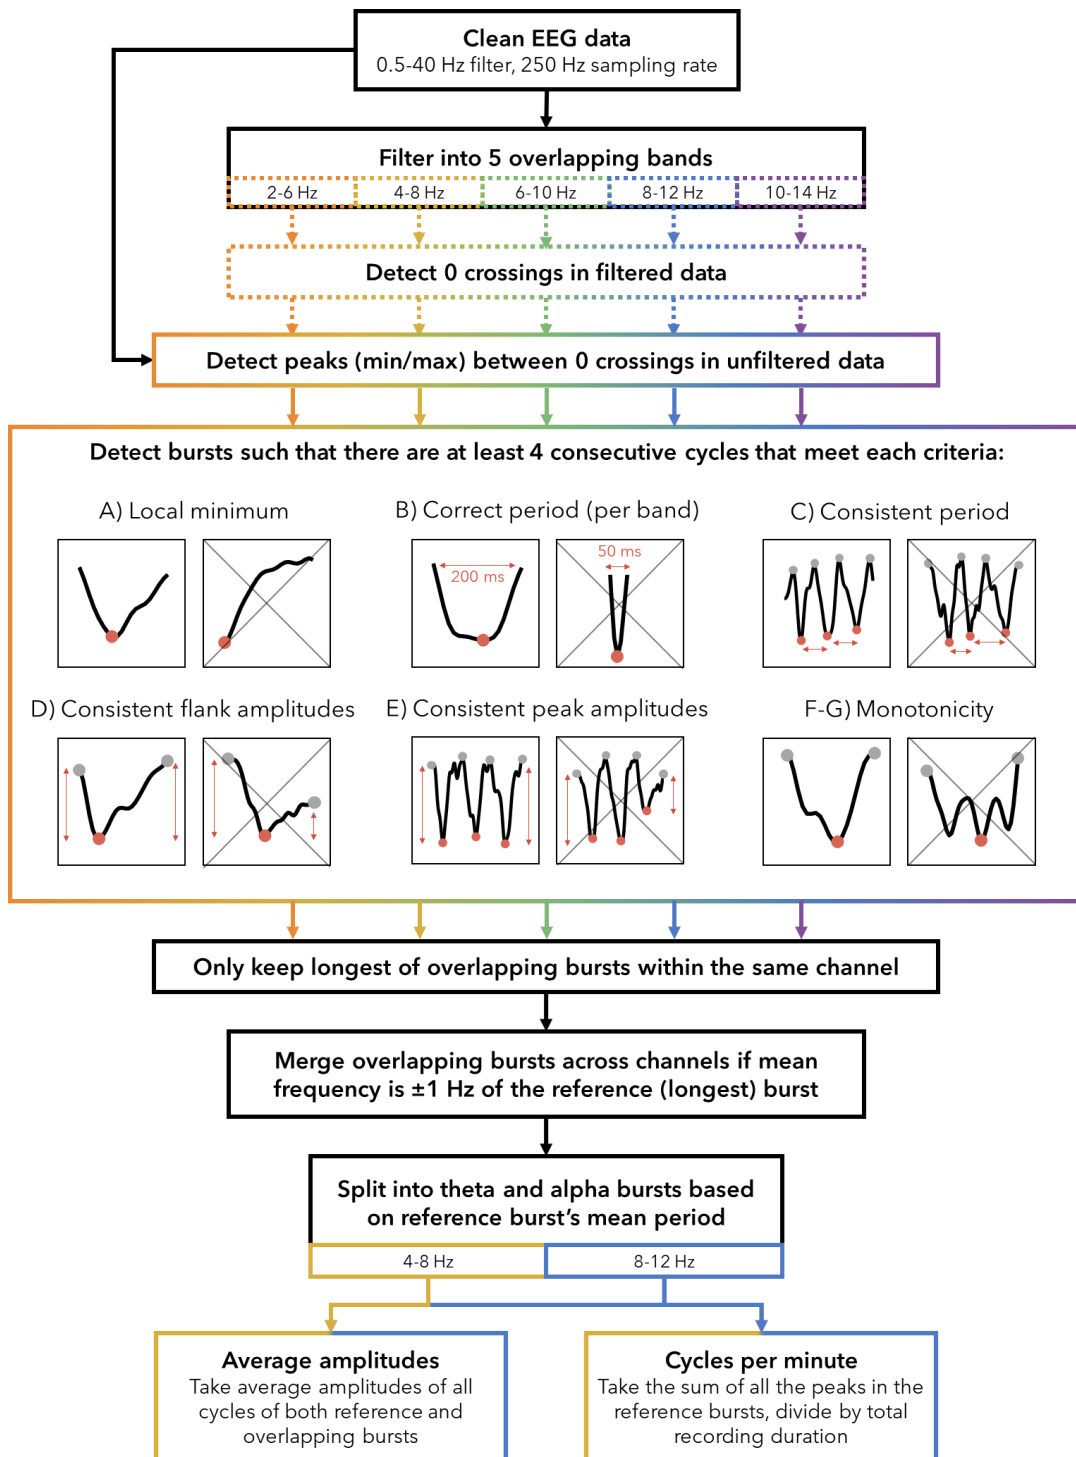 Clean EEG data
0.5-40 Hz filter, 250 Hz sampling rate
Filter into 5 overlapping bands
2-6 Hz
4-8 Hz
6-10 Hz
8-12 Hz
10-14 Hz
Detect 0 crossings in filtered data
Detect peaks (min/max) between 0 crossings in unfiltered data
Detect bursts such that there are at least 4 consecutive cycles that meet each criteria:
A) Local minimum
B) Correct period (per band)
C) Consistent period
200 ms
50 ms
D) Consistent flank amplitudes
E) Consistent peak amplitudes
F-G) Monotonicity
Only keep longest of overlapping bursts within the same channel
Merge overlapping bursts across channels if mean
frequency is ±1 Hz of the reference (longest) burst
Split into theta and alpha bursts based
on reference burst's mean period
4-8 Hz
8-12 Hz
Average amplitudes
Take average amplitudes of all
cycles of both reference and
overlapping bursts
Cycles per minute
Take the sum of all the peaks in the
reference bursts, divide by total
recording duration